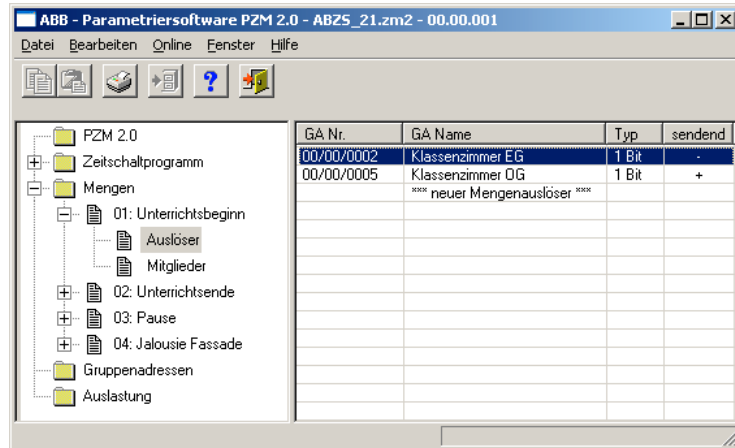 ABB - Parametriersoftware PZM 2.0 - ABZS_21.zm2 - 00.00.001
Datei Bearbeiten Online Fenster Hilfe
PZM 2.0
Zeitschaltprogramm
Mengen
01: Unterrichtsbeginn
Auslöser
Mitglieder
02: Unterrichtsende
03: Pause
04: Jalousie Fassade
Gruppenadressen
Auslastung
GA Nr. GA Name Typ sendend
00/00/0002 Klassenzimmer EG 1 Bit -
00/00/0005 Klassenzimmer OG 1 Bit +
*** neuer Mengenauslöser ***